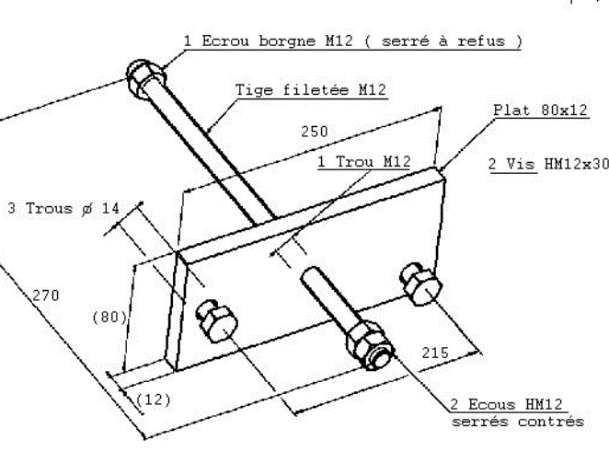 1 Ecrou borgne M12 ( serré à refus )
Tige filetée M12
Plat 80x12
250
1 Trou M12
2 Vis HM12x30
3 Trous ø 14
270
(80)
215
(12)
2 Ecous HM12
serrés contrés